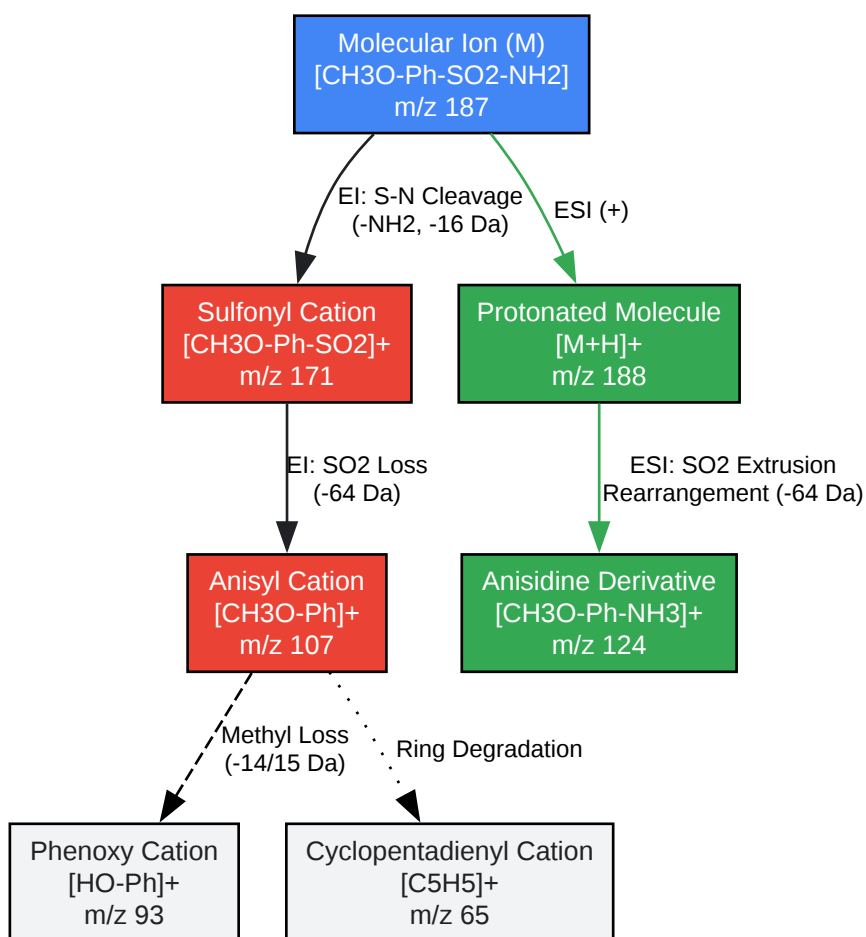 Molecular Ion (M)
[CH3O-Ph-SO2-NH2]
m/z 187
EI: S-N Cleavage
(-NH2, -16 Da)
ESI (+)
Sulfonyl Cation
[CH3O-Ph-SO2]+
m/z 171
Protonated Molecule
[M+H]+
m/z 188
EI: SO2 Loss
(-64 Da)
ESI: SO2 Extrusion
Rearrangement (-64 Da)
Anisyl Cation
[CH3O-Ph]+
m/z 107
Anisidine Derivative
[CH3O-Ph-NH3]+
m/z 124
Methyl Loss
(-14/15 Da)
Ring Degradation
Phenoxy Cation
[HO-Ph]+
m/z 93
Cyclopentadienyl Cation
[C5H5]+
m/z 65